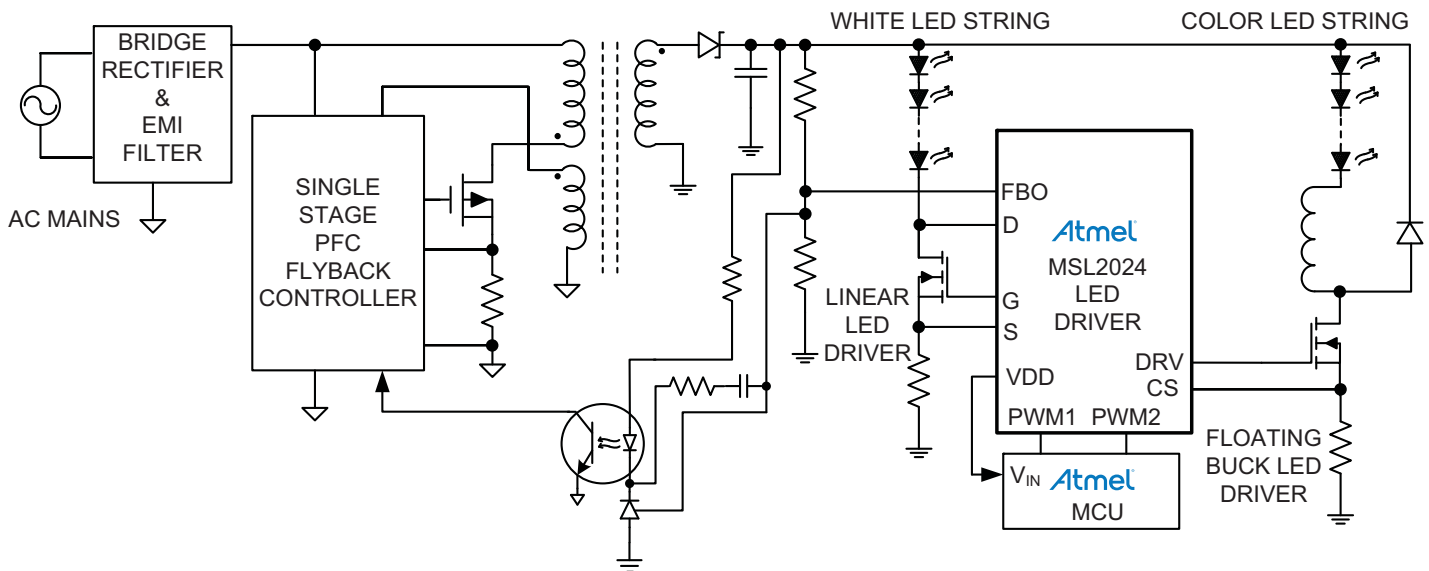 WHITE LED STRING
COLOR LED STRING
BRIDGE
RECTIFIER
&
EMI
FILTER
AC MAINS
SINGLE
STAGE
PFC
FLYBACK
CONTROLLER
LINEAR
LED
DRIVER
FBO
D
G
S
VDD
PWM1 PWM2
DRV
CS
Atmel
MSL2024
LED
DRIVER
VIN
Atmel
MCU
FLOATING
BUCK LED
DRIVER